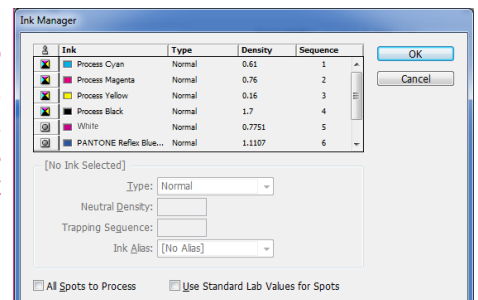 Ink Manager
Ink Type Density Sequence
Process Cyan Normal 0.61 1
Process Magenta Normal 0.76 2
Process Yellow Normal 0.16 3
Process Black Normal 1.7 4
White Normal 0.7751 5
PANTONE Reflex Blue... Normal 1.1107 6
OK
Cancel
[No Ink Selected]
Type: Normal
Neutral Density:
Trapping Sequence:
Ink Alias: [No Alias]
All Spots to Process Use Standard Lab Values for Spots